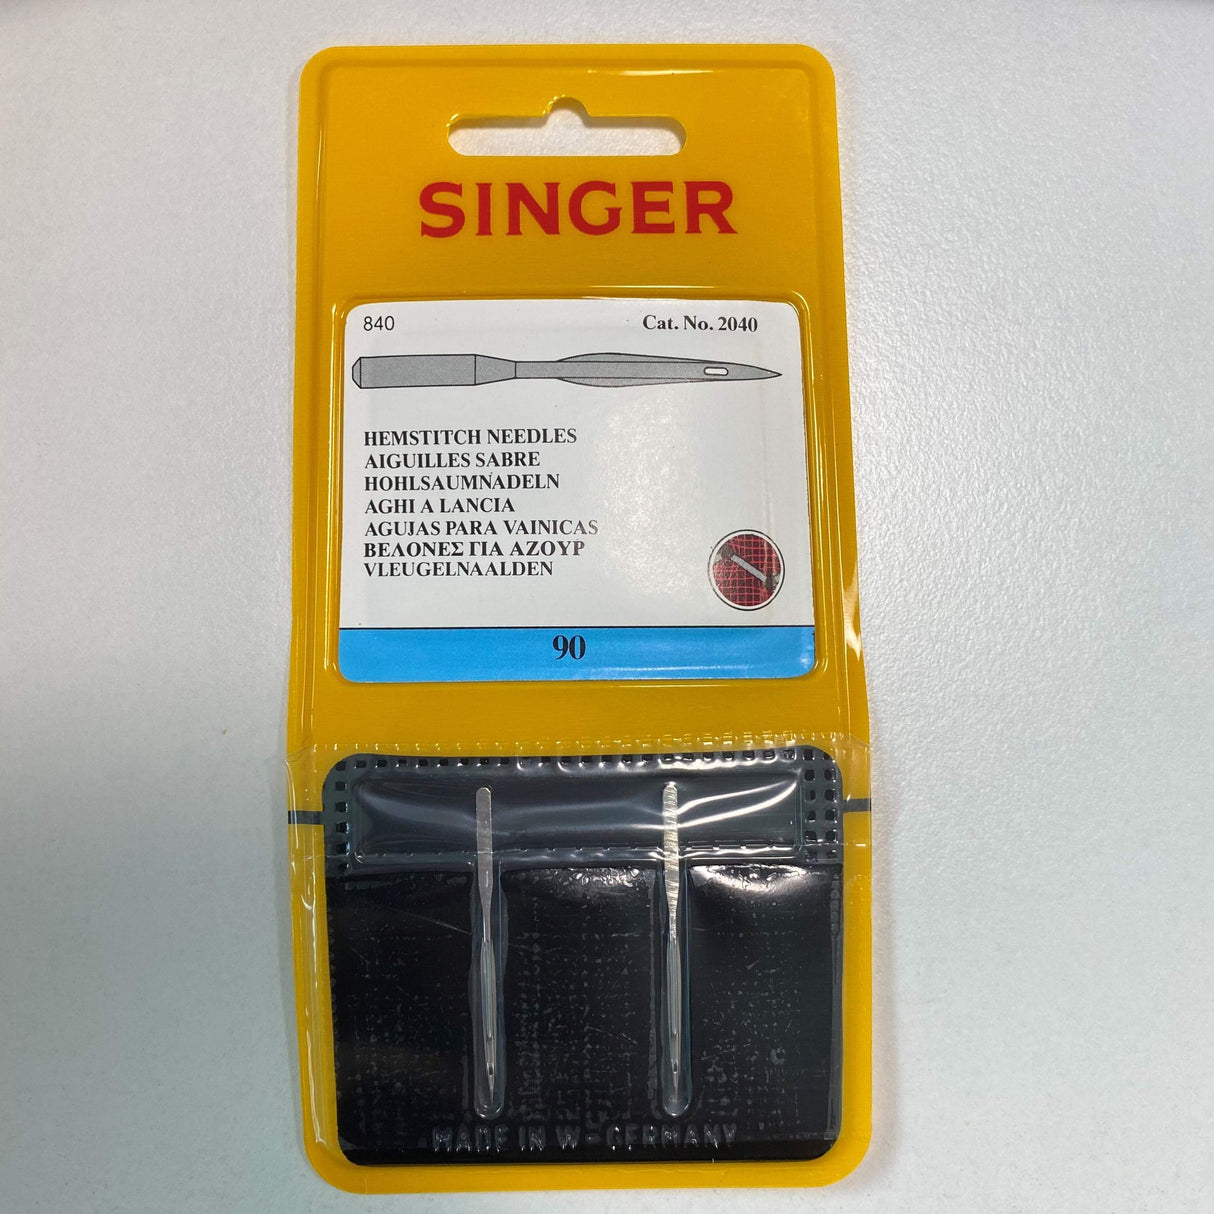 SINGER
840 Cat. No. 2040
HEMSTITCH NEEDLES
AIGUILLES SABRE
HOHLSAUMNADELN
AGHI A LANCIA
AGUJAS PARA VAINICAS
ΒΕΛΟΝΕΣ ΓΙΑ ΑΖΟΥΡ
VLEUGELNAALDEN
90
MADE IN W-GERMANY